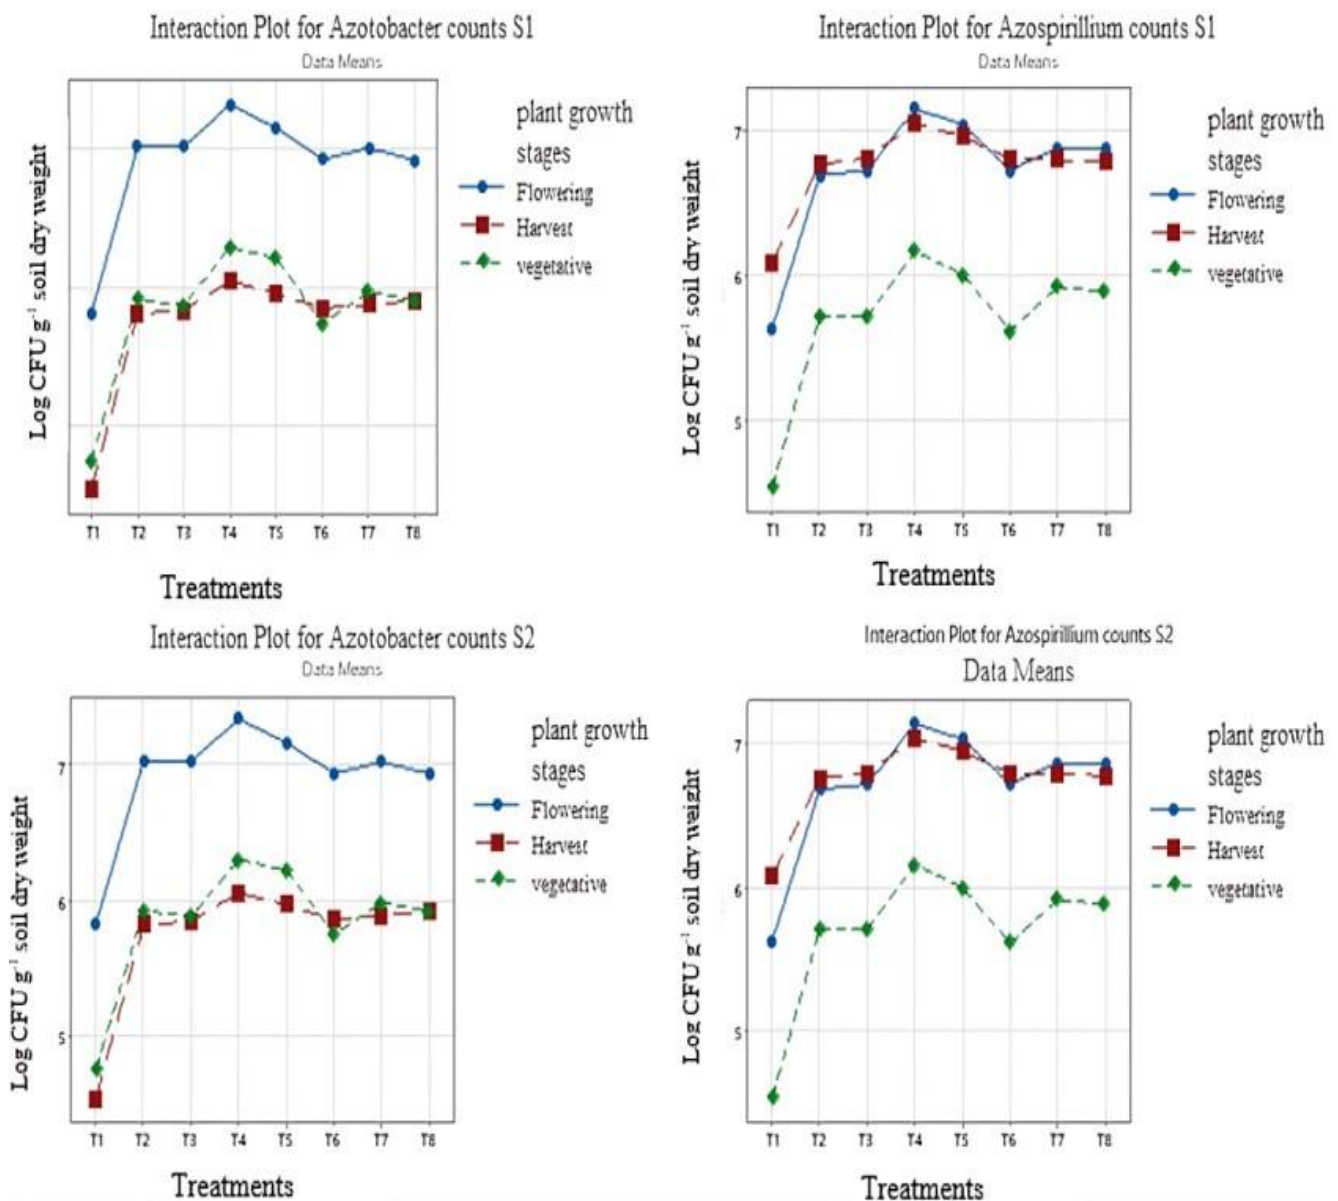 Interaction Plot for Azotobacter counts S1
Data Means
Log CFU g⁻¹ soil dry weight
plant growth
stages
Flowering
Harvest
vegetative
T1 T2 T3 T4 T5 T6 T7 T8
Treatments
Interaction Plot for Azospirillium counts S1
Data Means
Log CFU g⁻¹ soil dry weight
7
6
5
plant growth
stages
Flowering
Harvest
vegetative
T1 T2 T3 T4 T5 T6 T7 T8
Treatments
Interaction Plot for Azotobacter counts S2
Data Means
Log CFU g⁻¹ soil dry weight
7
6
5
plant growth
stages
Flowering
Harvest
vegetative
T1 T2 T3 T4 T5 T6 T7 T8
Treatments
Interaction Plot for Azospirillium counts S2
Data Means
Log CFU g⁻¹ soil dry weight
7
6
5
plant growth
stages
Flowering
Harvest
vegetative
T1 T2 T3 T4 T5 T6 T7 T8
Treatments